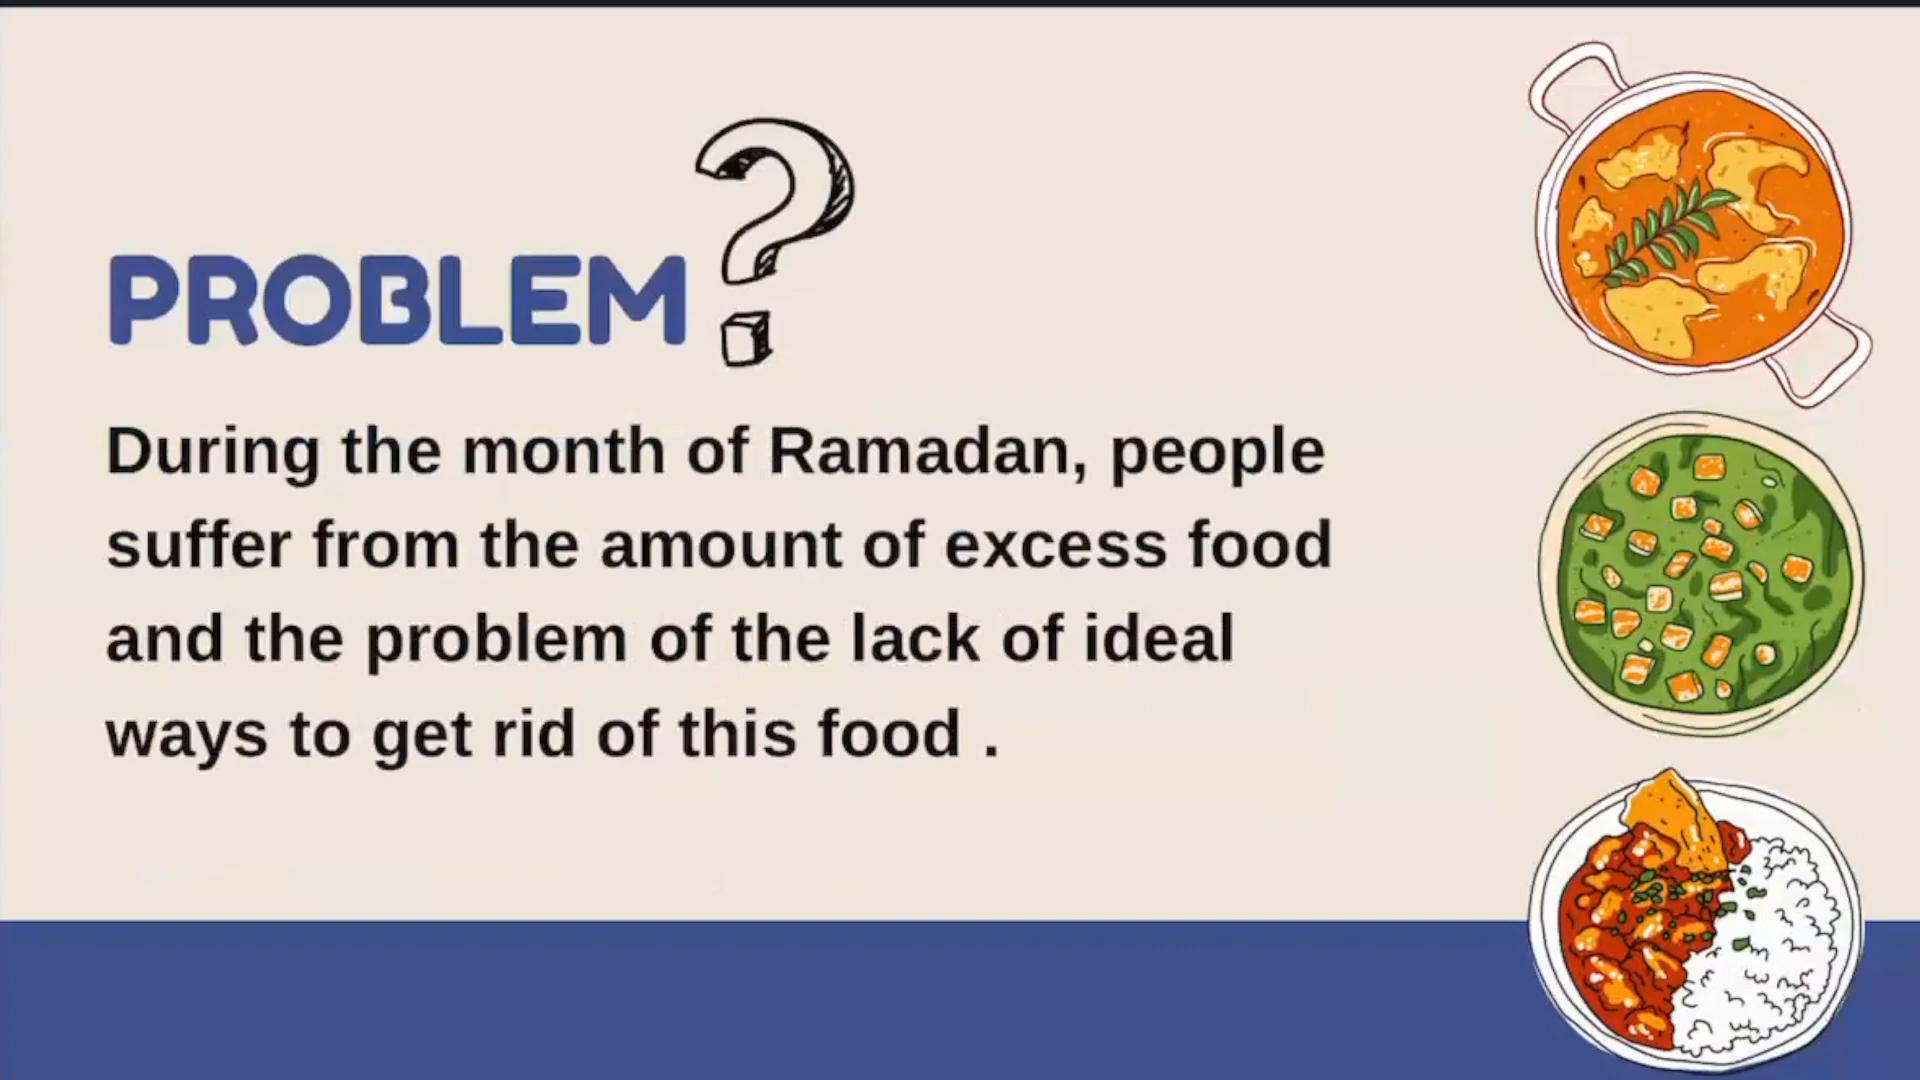 PROBLEM?
During the month of Ramadan, people
suffer from the amount of excess food
and the problem of the lack of ideal
ways to get rid of this food .